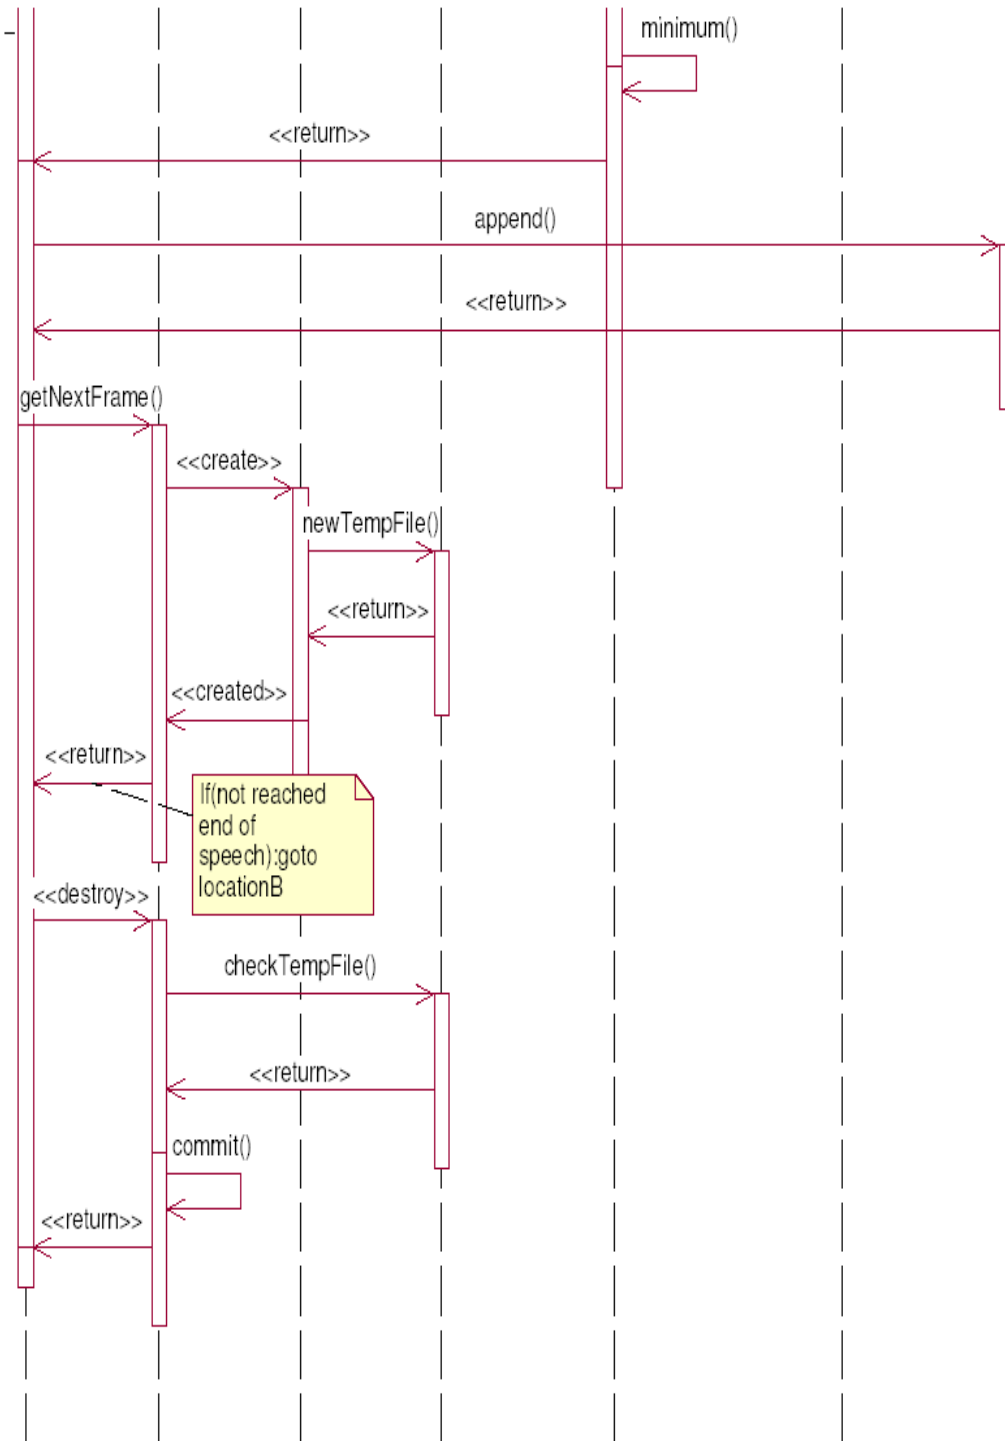 minimum()
<<return>>
append()
<<return>>
getNextFrame()
<<create>>
newTempFile()
<<return>>
<<created>>
<<return>>
If(not reached
end of
speech):goto
locationB
<<destroy>>
checkTempFile()
<<return>>
commit()
<<return>>